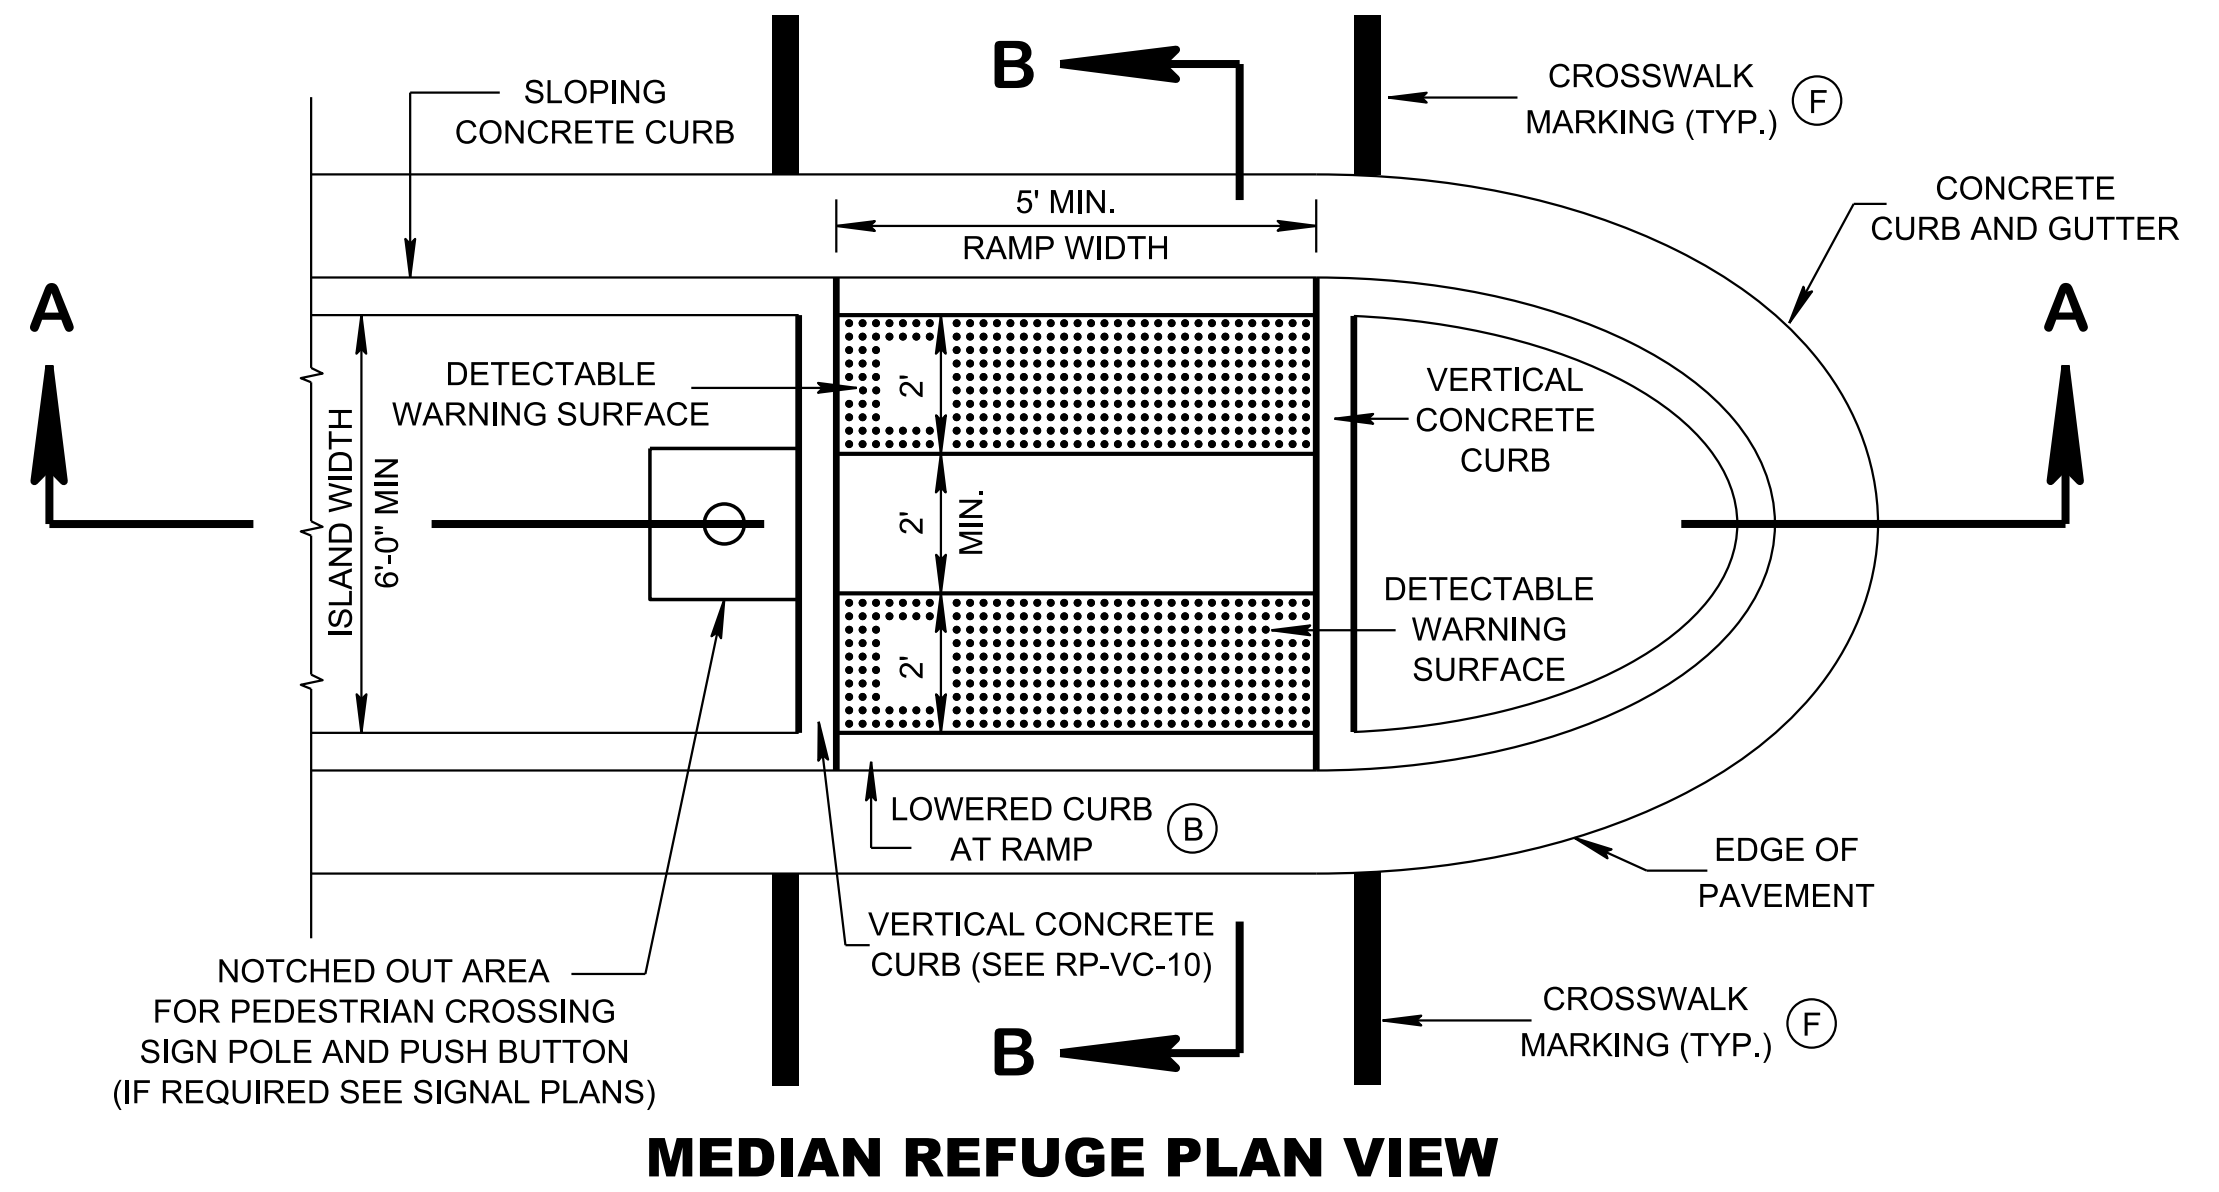 B
CROSSWALK
MARKING (TYP.)
F
SLOPING
CONCRETE CURB
CONCRETE
CURB AND GUTTER
5' MIN.
RAMP WIDTH
A
A
DETECTABLE
WARNING SURFACE
2'
VERTICAL
CONCRETE
CURB
ISLAND WIDTH
6'-0" MIN
2'
MIN.
DETECTABLE
WARNING
SURFACE
2'
LOWERED CURB
AT RAMP
B
EDGE OF
PAVEMENT
VERTICAL CONCRETE
CURB (SEE RP-VC-10)
NOTCHED OUT AREA
FOR PEDESTRIAN CROSSING
SIGN POLE AND PUSH BUTTON
(IF REQUIRED SEE SIGNAL PLANS)
B
CROSSWALK
MARKING (TYP.)
F
MEDIAN REFUGE PLAN VIEW